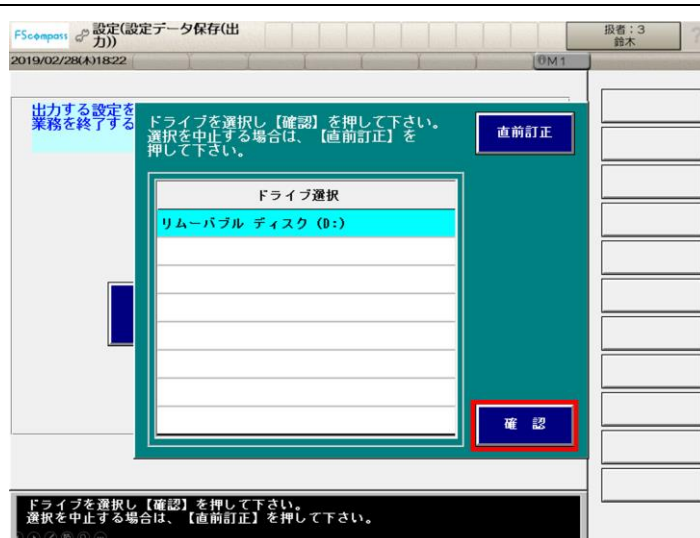 FScompass 設定(設定データ保存(出
力))
扱者：3
鈴木
?
2019/02/28(木)18:22
0M1
出力する設定を
業務を終了する
ドライブを選択し【確認】を押して下さい。
選択を中止する場合は、【直前訂正】を
押して下さい。
直前訂正
ドライブ選択
リムーバブル ディスク (D:)
確 認
ドライブを選択し【確認】を押して下さい。
選択を中止する場合は、【直前訂正】を押して下さい。